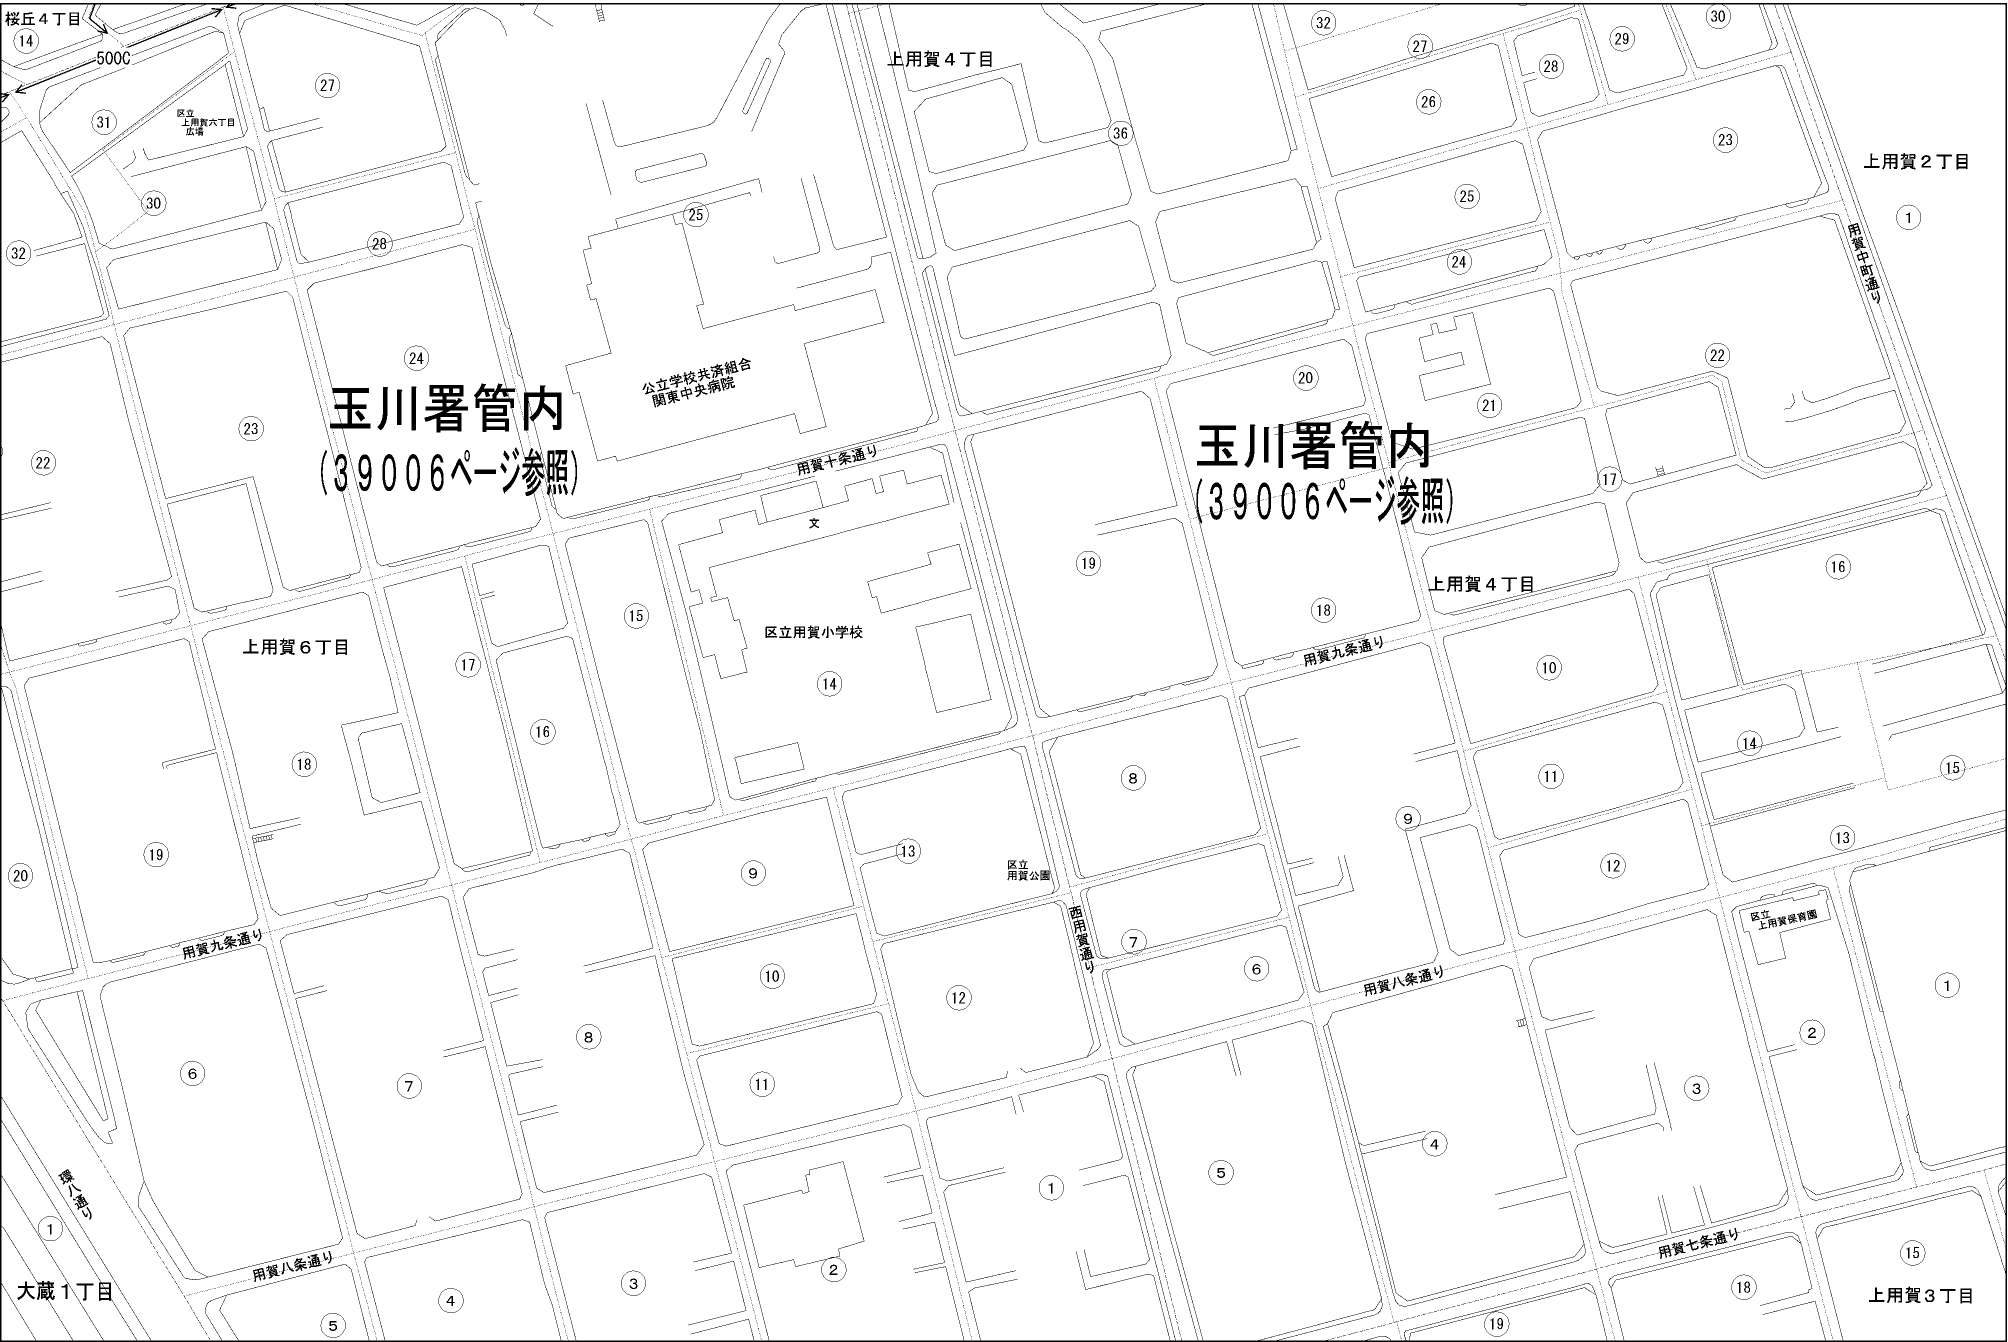 桜丘４丁目
14
500C
27
31
区立
上用賀六丁目
広場
30
32
28
25
上用賀４丁目
36
32
27
28
29
30
26
23
25
24
上用賀２丁目
1
用賀中町通り
22
23
24
玉川署管内
(３９００６ページ参照)
公立学校共済組合
関東中央病院
用賀十条通り
20
21
22
玉川署管内
(３９００６ページ参照)
17
文
15
区立用賀小学校
14
19
18
上用賀４丁目
16
上用賀６丁目
17
16
18
19
20
用賀九条通り
10
11
14
15
8
9
13
12
9
13
区立
用賀公園
西用賀通り
7
6
用賀九条通り
10
12
用賀八条通り
区立
上用賀保育園
1
2
3
6
7
8
11
4
5
1
環八通り
1
大蔵１丁目
用賀八条通り
5
4
3
2
用賀七条通り
15
18
19
上用賀３丁目